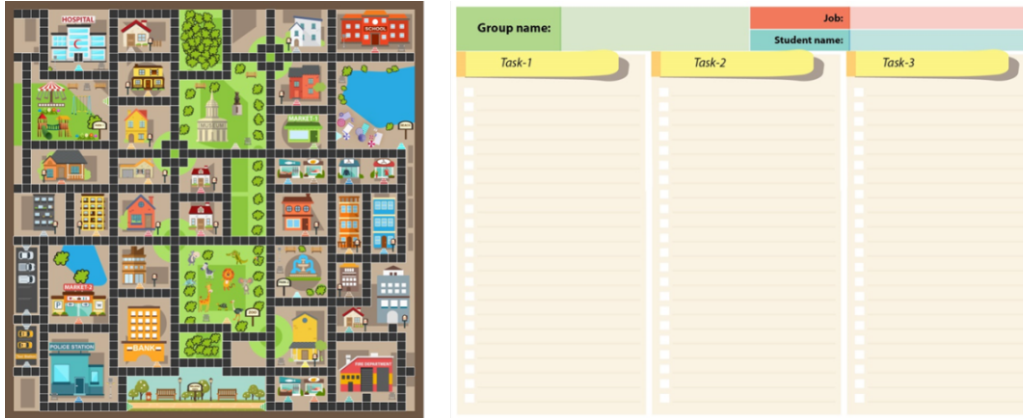 HOSPITAL
SCHOOL
MARKET-1
MARKET-2
P
BANK
POLICE STATION
FIRE DEPARTMENT
Group name:
Job:
Student name:
Task-1
Task-2
Task-3